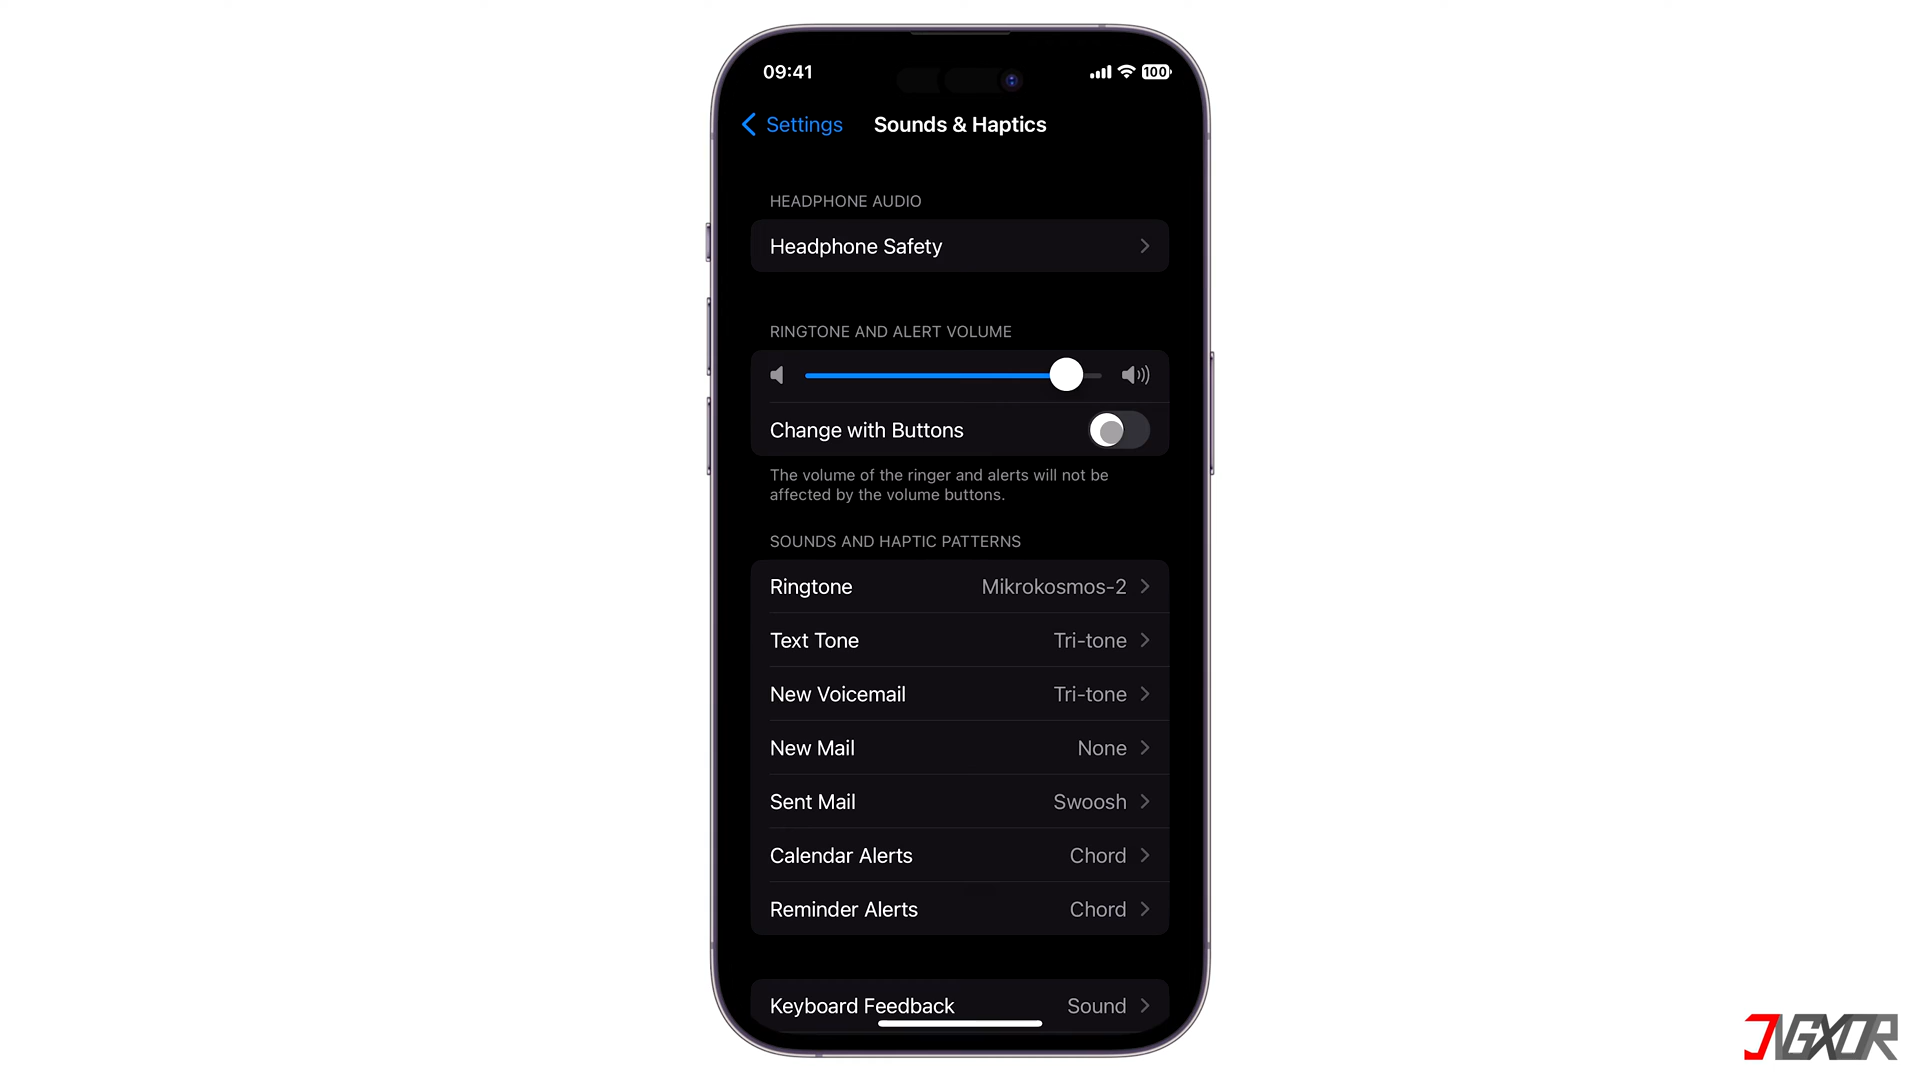 09:41
100
Settings
Sounds & Haptics
HEADPHONE AUDIO
Headphone Safety
RINGTONE AND ALERT VOLUME
Change with Buttons
The volume of the ringer and alerts will not be
affected by the volume buttons.
SOUNDS AND HAPTIC PATTERNS
Ringtone Mikrokosmos-2
Text Tone Tri-tone
New Voicemail Tri-tone
New Mail None
Sent Mail Swoosh
Calendar Alerts Chord
Reminder Alerts Chord
Keyboard Feedback Sound
JVGXOR